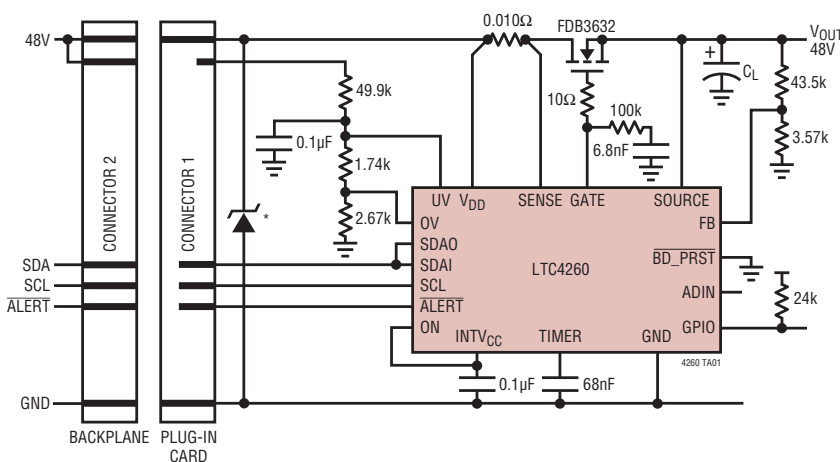 0.010Ω
FDB3632
48V
VOUT
48V
+
CL
43.5k
49.9k
10Ω
100k
3.57k
0.1µF
6.8nF
1.74k
CONNECTOR 2
CONNECTOR 1
UV VDD SENSE GATE SOURCE
*
2.67k
OV
FB
SDAO
SDA
SDAI
LTC4260
BD_PRST
SCL
SCL
ADIN
ALERT
ALERT
24k
ON
GPIO
INTVCC TIMER GND
4260 TA01
0.1µF
68nF
GND
BACKPLANE
PLUG-IN
CARD